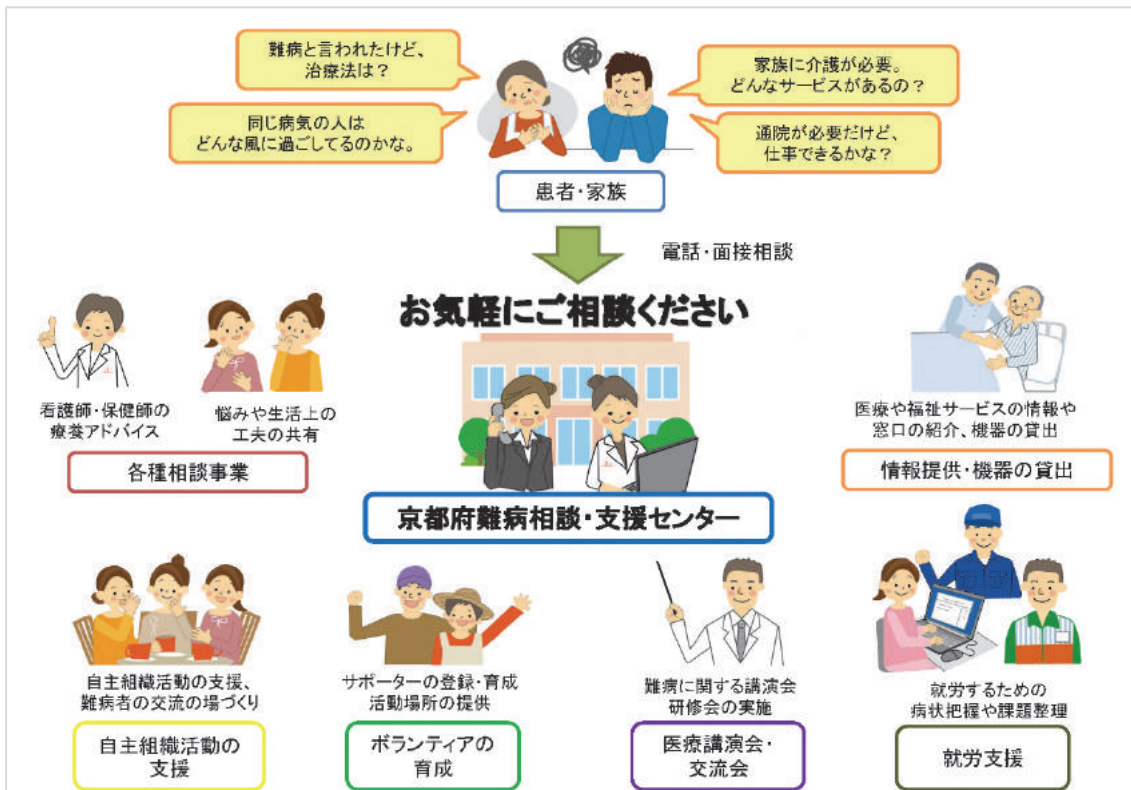 難病と言われたけど、
治療法は？
家族に介護が必要。
どんなサービスがあるの？
同じ病気の人は
どんな風に過ごしてるのかな。
通院が必要だけど、
仕事できるかな？
患者・家族
電話・面接相談
お気軽にご相談ください
看護師・保健師の
療養アドバイス
悩みや生活上の
工夫の共有
各種相談事業
医療や福祉サービスの情報や
窓口の紹介、機器の貸出
情報提供・機器の貸出
京都府難病相談・支援センター
自主組織活動の支援、
難病者の交流の場づくり
自主組織活動の
支援
サポーターの登録・育成
活動場所の提供
ボランティアの
育成
難病に関する講演会
研修会の実施
医療講演会・
交流会
就労するための
病状把握や課題整理
就労支援